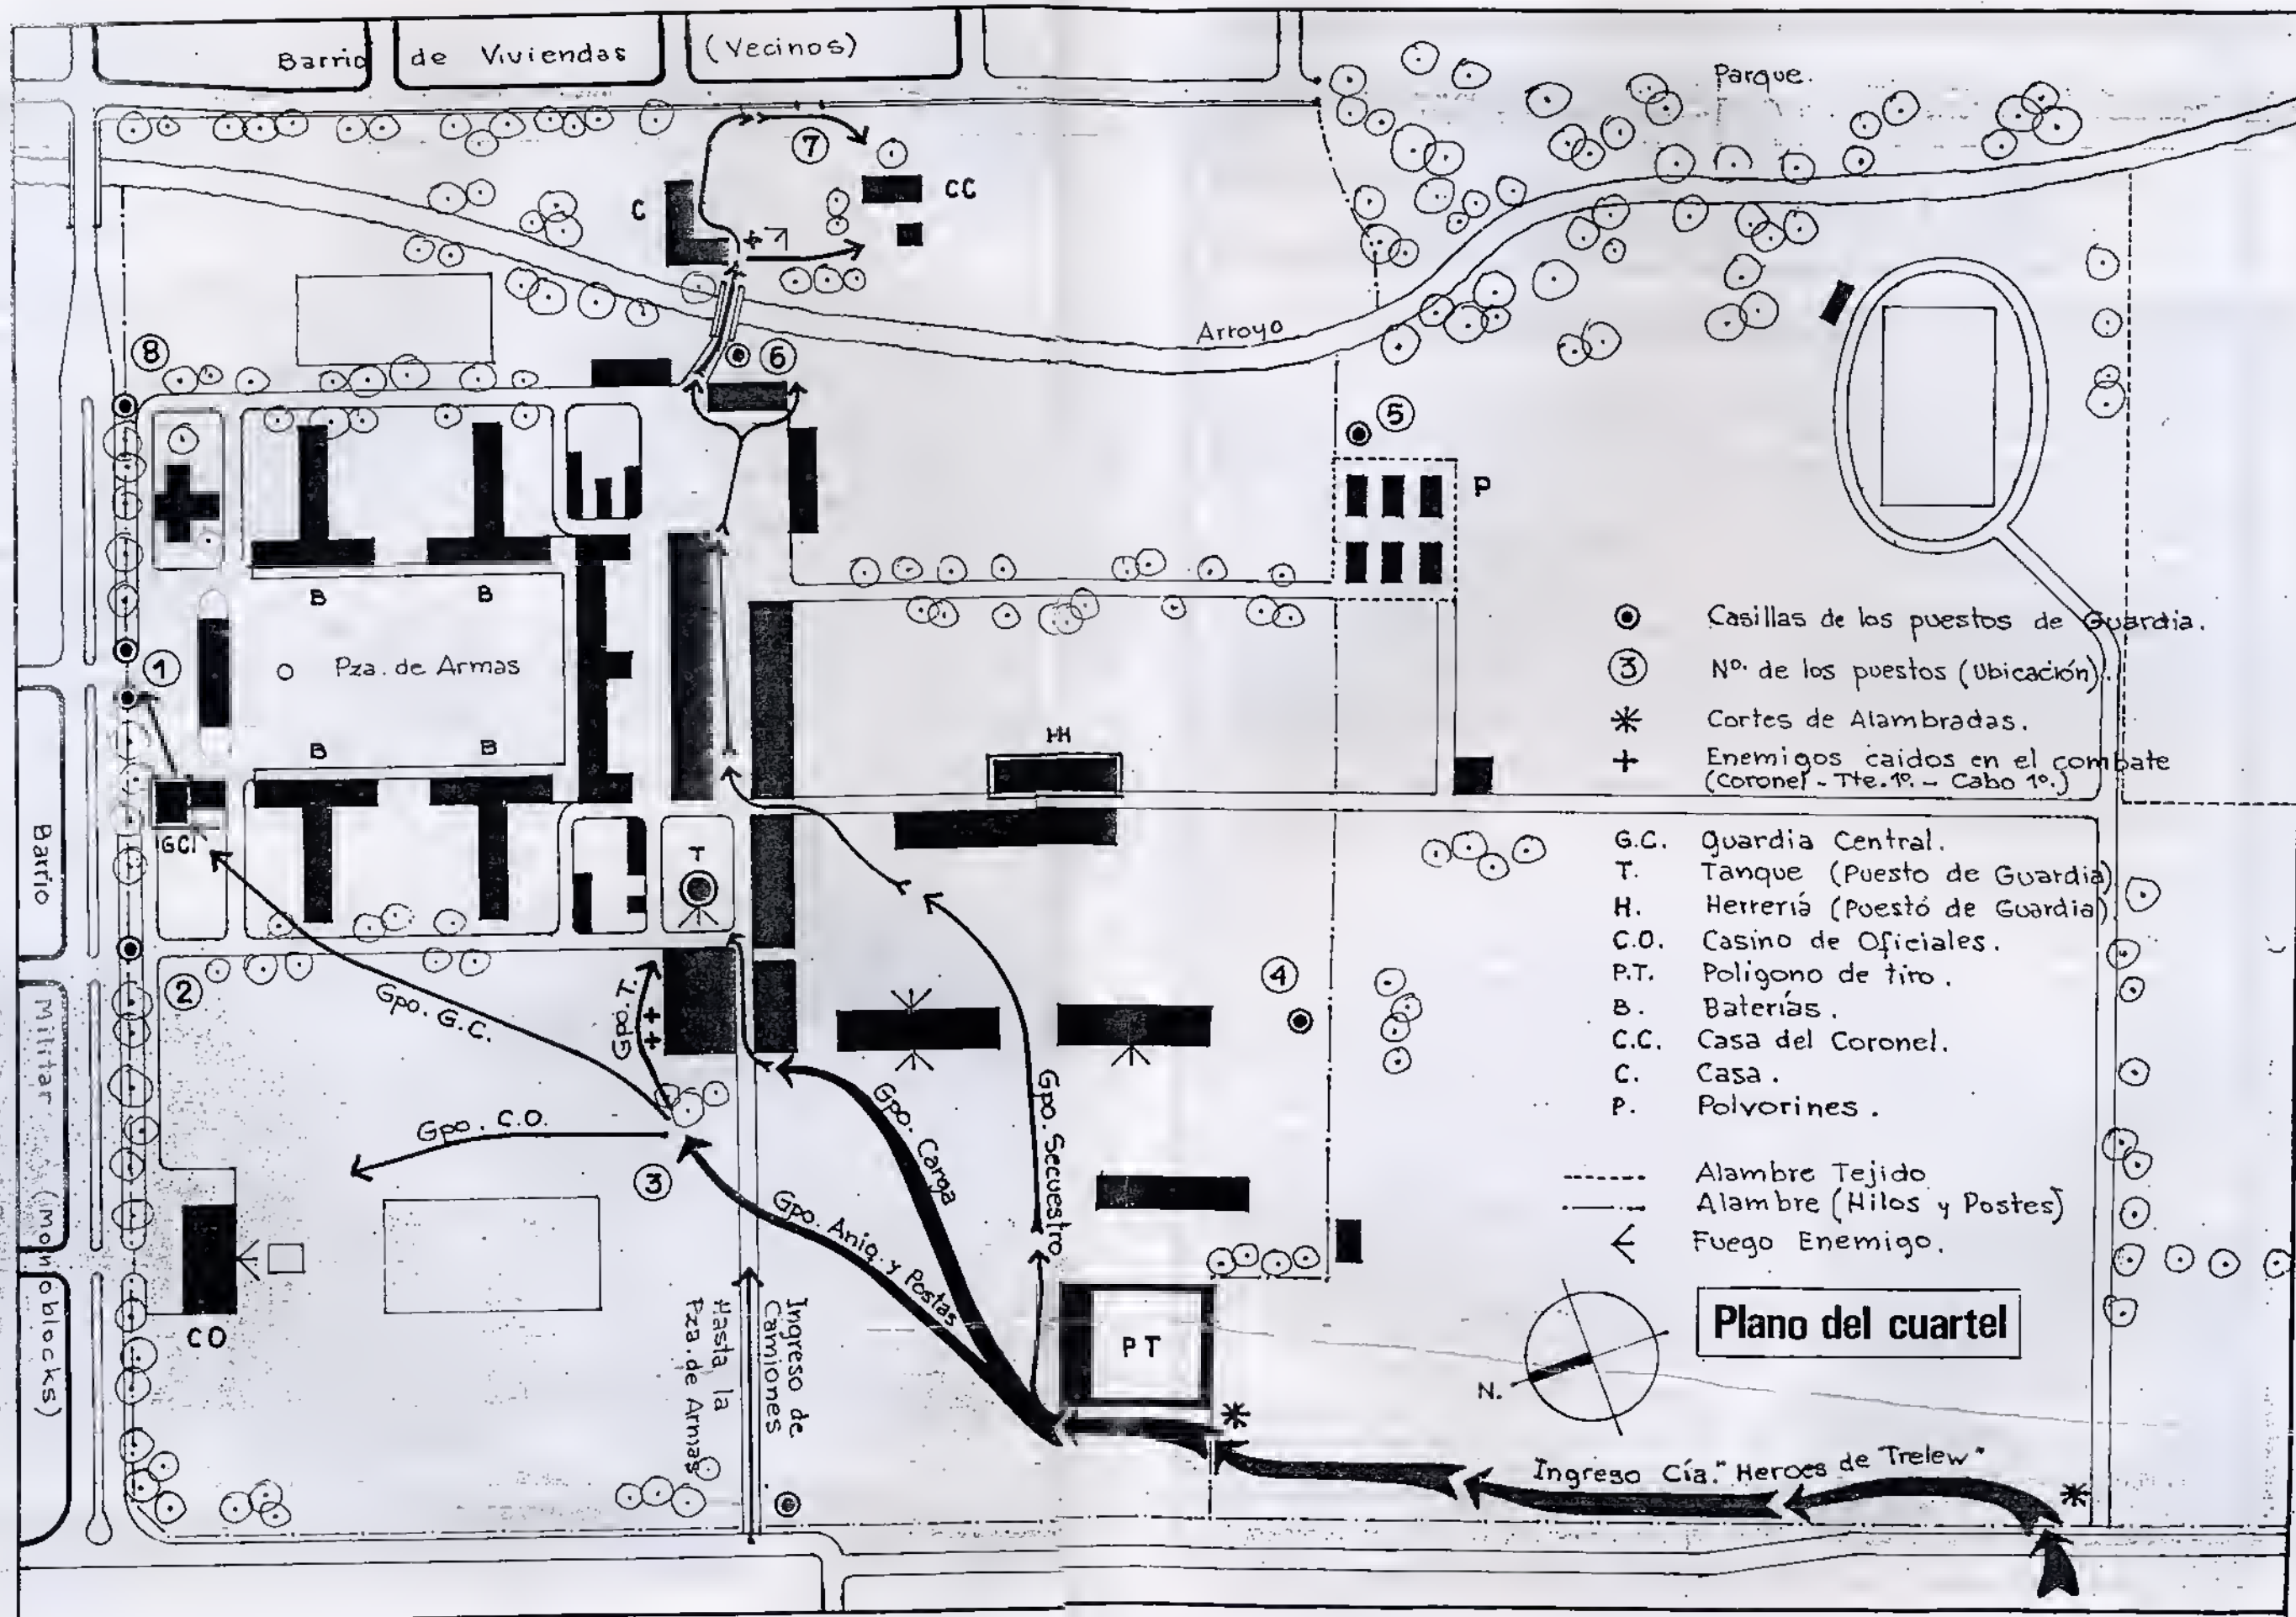 Barrio de Viviendas (Vecinos)
Parque.
7
C
CC
Arroyo
8
6
5
P
B
B
1
Pza. de Armas
B
B
HH
GC
T
Barrio
Militar (monoblocks)
2
4
Gpo. G.C.
Gpo. T.
Gpo. C.O.
3
Gpo. Carga
Gpo. Secuestro
Gpo. Aniq. y Postas
CO
PT
Ingreso de
Camiones
Hasta la
Pza. de Armas
Ingreso Cía. "Heroes de Trelew"
Casillas de los puestos de Guardia.
3 Nº. de los puestos (Ubicación).
Cortes de Alambradas.
Enemigos caidos en el combate
(Coronel - Tte. 1º. - Cabo 1º.)
G.C. Guardia Central.
T. Tanque (Puesto de Guardia)
H. Herrería (Puestó de Guardia)
C.O. Casino de Oficiales.
P.T. Poligono de tiro.
B. Baterías.
C.C. Casa del Coronel.
C. Casa.
P. Polvorines.
Alambre Tejido
Alambre (Hilos y Postes)
Fuego Enemigo.
N.
Plano del cuartel